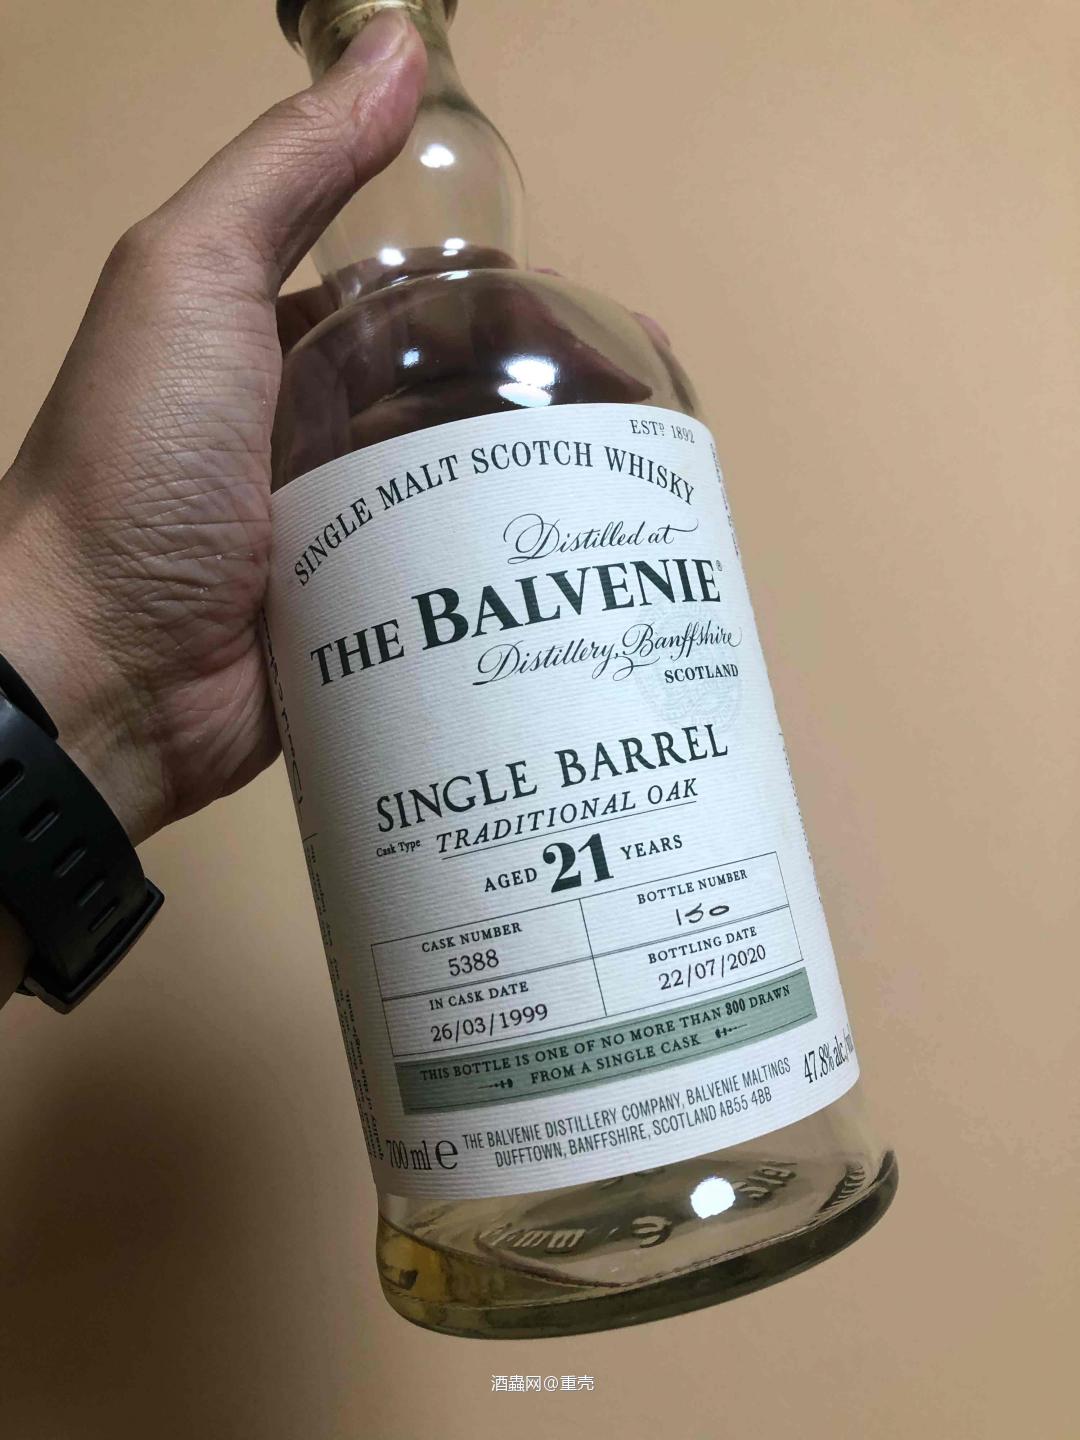 ESTD 1892
SINGLE MALT SCOTCH WHISKY
Distilled at
THE BALVENIE®
Distillery, Banffshire
SCOTLAND
SINGLE BARREL
Cask Type TRADITIONAL OAK
AGED 21 YEARS
CASK NUMBER
5388
BOTTLE NUMBER
150
IN CASK DATE
26/03/1999
BOTTLING DATE
22/07/2020
THIS BOTTLE IS ONE OF NO MORE THAN 300 DRAWN
FROM A SINGLE CASK
47.8% alc./
700 ml e
THE BALVENIE DISTILLERY COMPANY, BALVENIE MALTINGS
DUFFTOWN, BANFFSHIRE, SCOTLAND AB55 4BB
酒蟲网@重壳